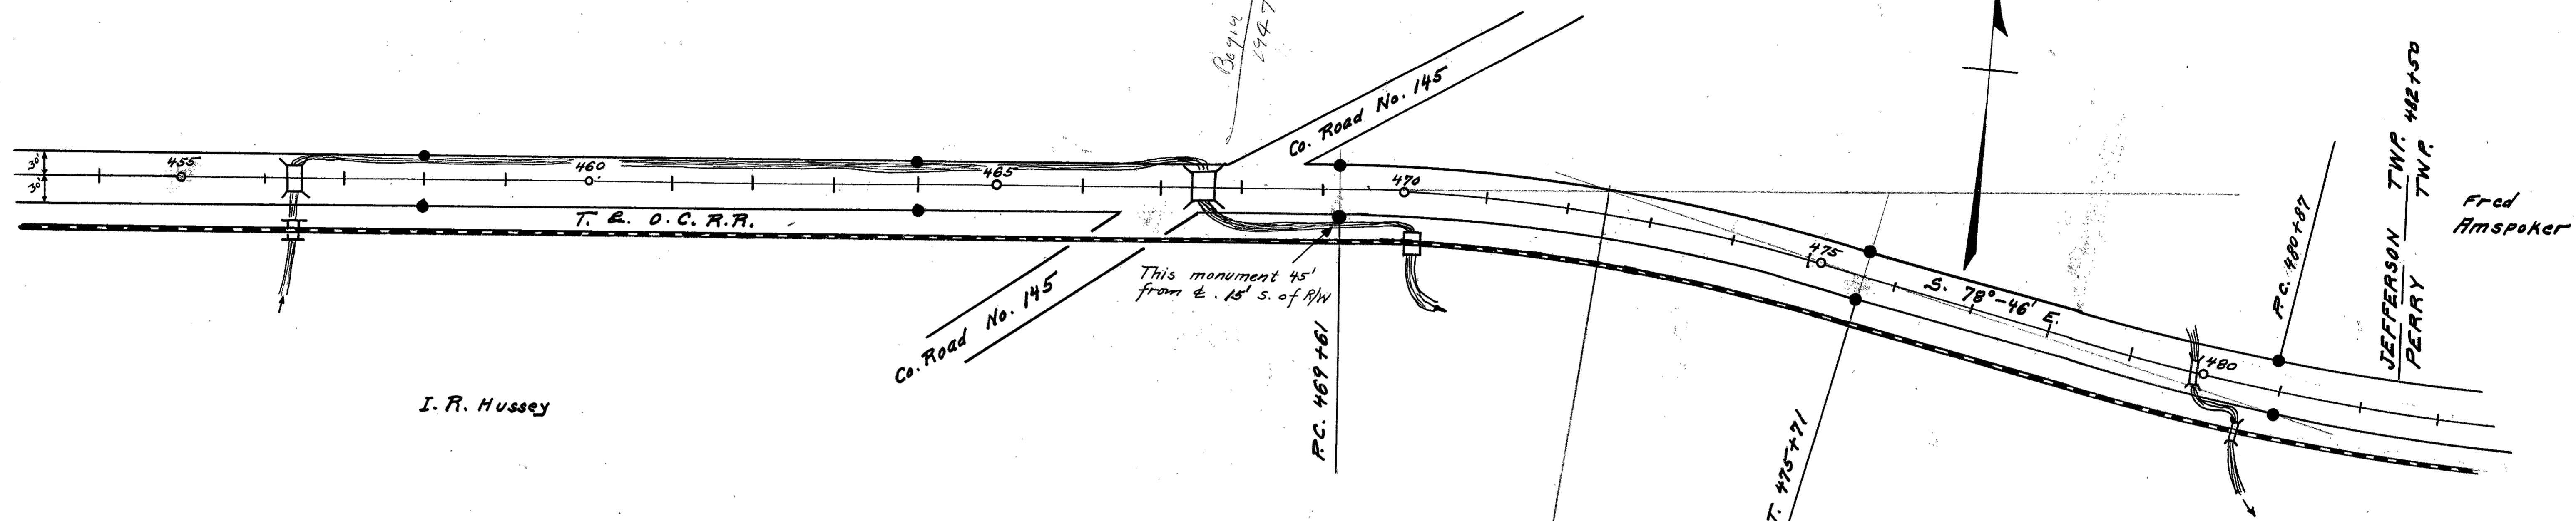 Begin
1947
Co. Road No. 145
30'
30'
455
460
465
470
475
480
T. & O. C. R.R.
This monument 45'
from ℄. 15' S. of R/W
Co. Road No. 145
I. R. Hussey
P.C. 469+61
T. 475+71
S. 78°-46' E.
P.C. 480+87
JEFFERSON TWP.
PERRY TWP. 482+50
Fred
Amspoker